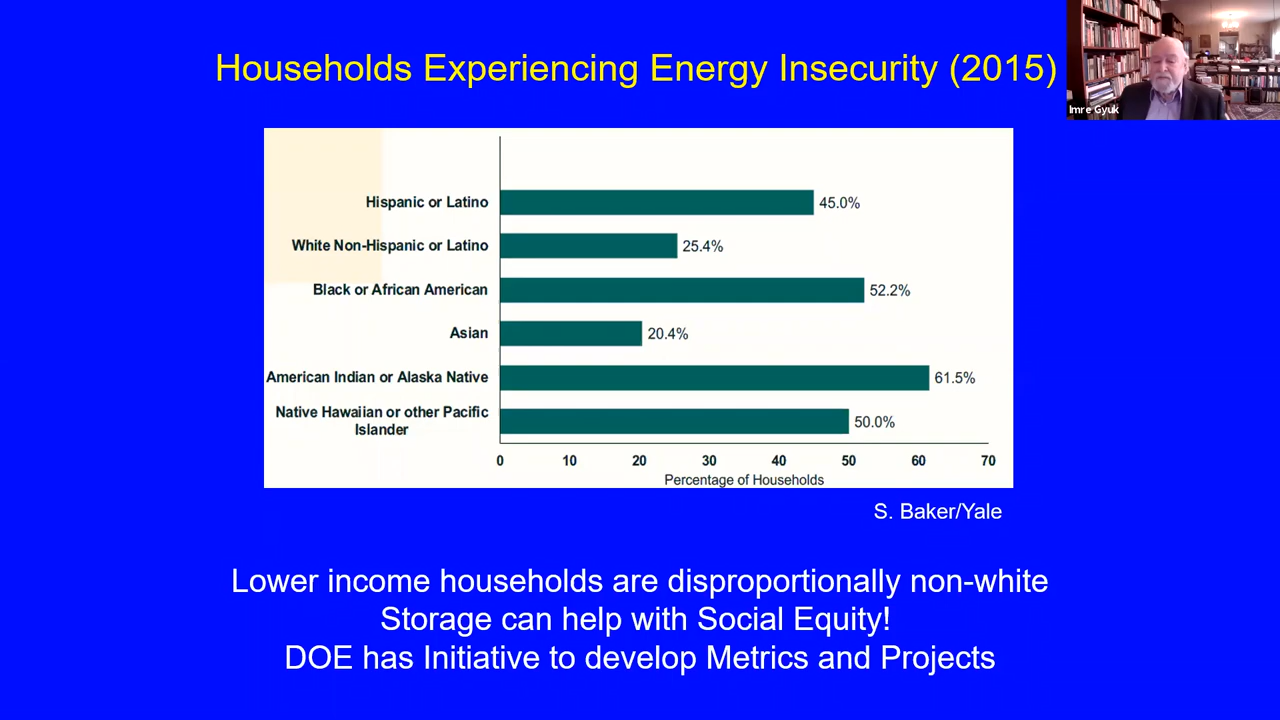 Households Experiencing Energy Insecurity (2015)
Imre Gyuk
Hispanic or Latino
45.0%
White Non-Hispanic or Latino
25.4%
Black or African American
52.2%
Asian
20.4%
American Indian or Alaska Native
61.5%
Native Hawaiian or other Pacific
Islander
50.0%
0 10 20 30 40 50 60 70
Percentage of Households
S. Baker/Yale
Lower income households are disproportionally non-white
Storage can help with Social Equity!
DOE has Initiative to develop Metrics and Projects